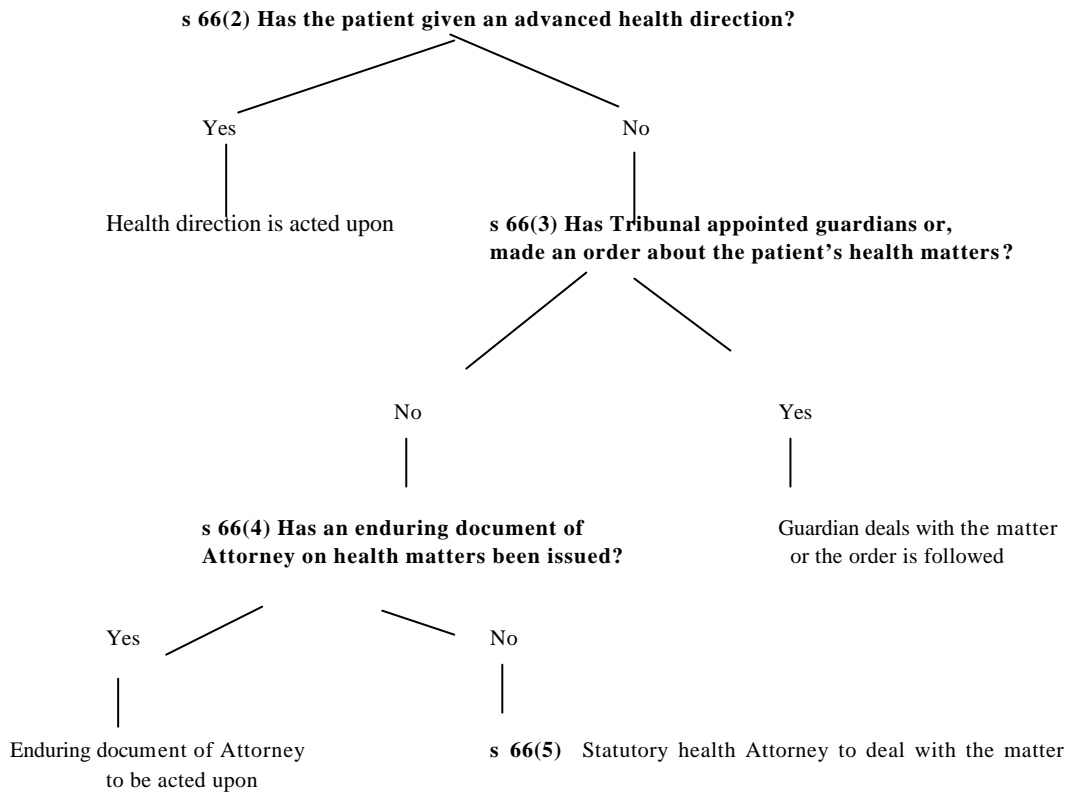 s 66(2) Has the patient given an advanced health direction?
Yes
No
Health direction is acted upon
s 66(3) Has Tribunal appointed guardians or,
made an order about the patient's health matters?
No
Yes
s 66(4) Has an enduring document of
Attorney on health matters been issued?
Guardian deals with the matter
or the order is followed
Yes
No
Enduring document of Attorney
to be acted upon
s 66(5) Statutory health Attorney to deal with the matter